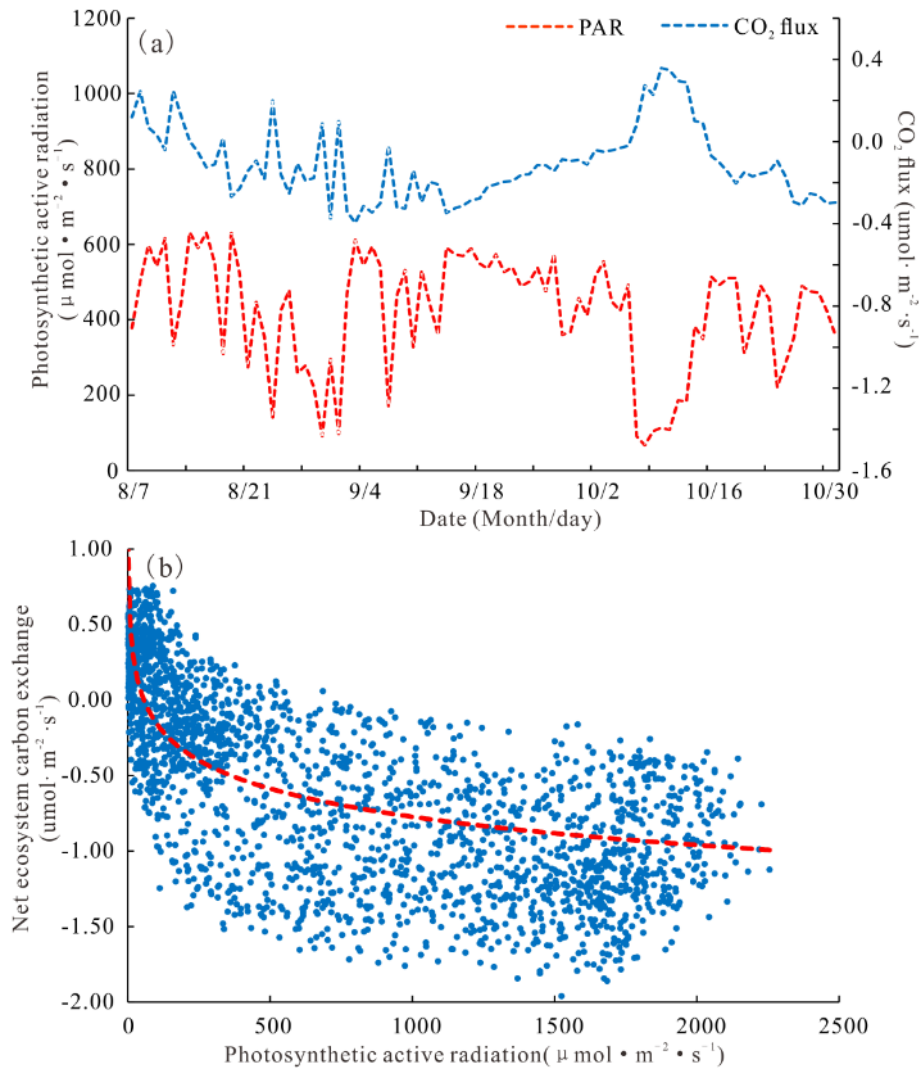 (a)
PAR
CO₂ flux
1200
1000
800
600
400
200
0
Photosynthetic active radiation
(μmol·m⁻²·s⁻¹)
0.4
0.0
-0.4
-0.8
-1.2
-1.6
CO₂ flux (umol·m⁻²·s⁻¹)
8/7 8/21 9/4 9/18 10/2 10/16 10/30
Date (Month/day)
(b)
1.00
0.50
0.00
-0.50
-1.00
-1.50
-2.00
Net ecosystem carbon exchange
(umol·m⁻²·s⁻¹)
0 500 1000 1500 2000 2500
Photosynthetic active radiation(μmol·m⁻²·s⁻¹)